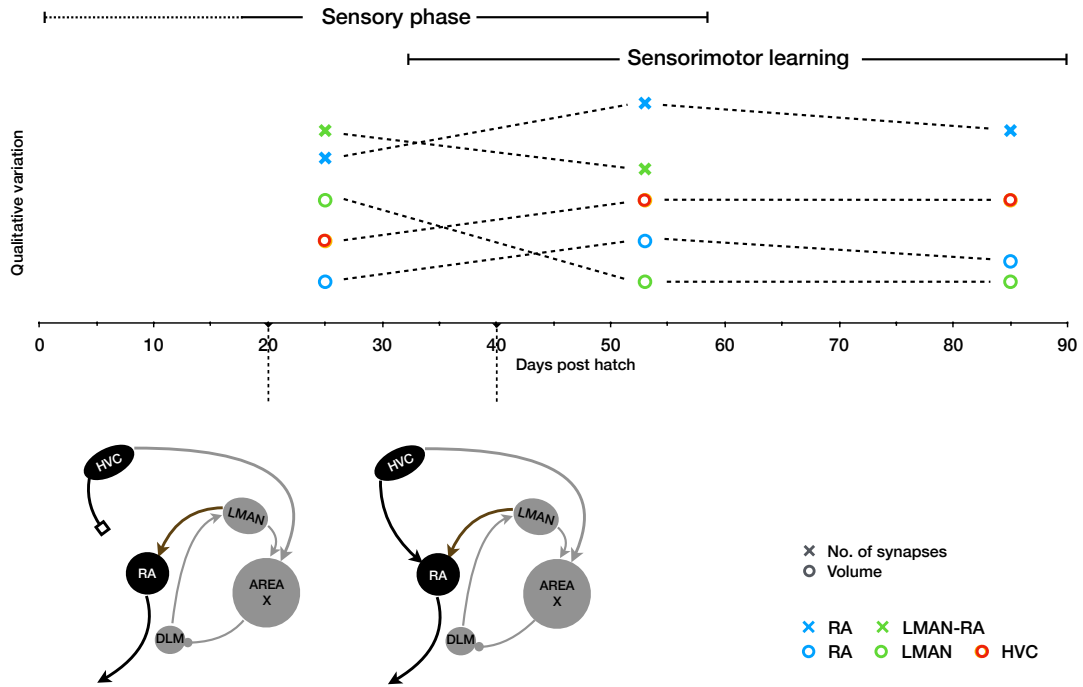 Sensory phase
Sensorimotor learning
Qualitative variation
0 10 20 30 40 50 60 70 80 90
Days post hatch
HVC
LMAN
RA
AREA
X
DLM
HVC
LMAN
RA
AREA
X
DLM
No. of synapses
Volume
RA LMAN-RA
RA LMAN HVC